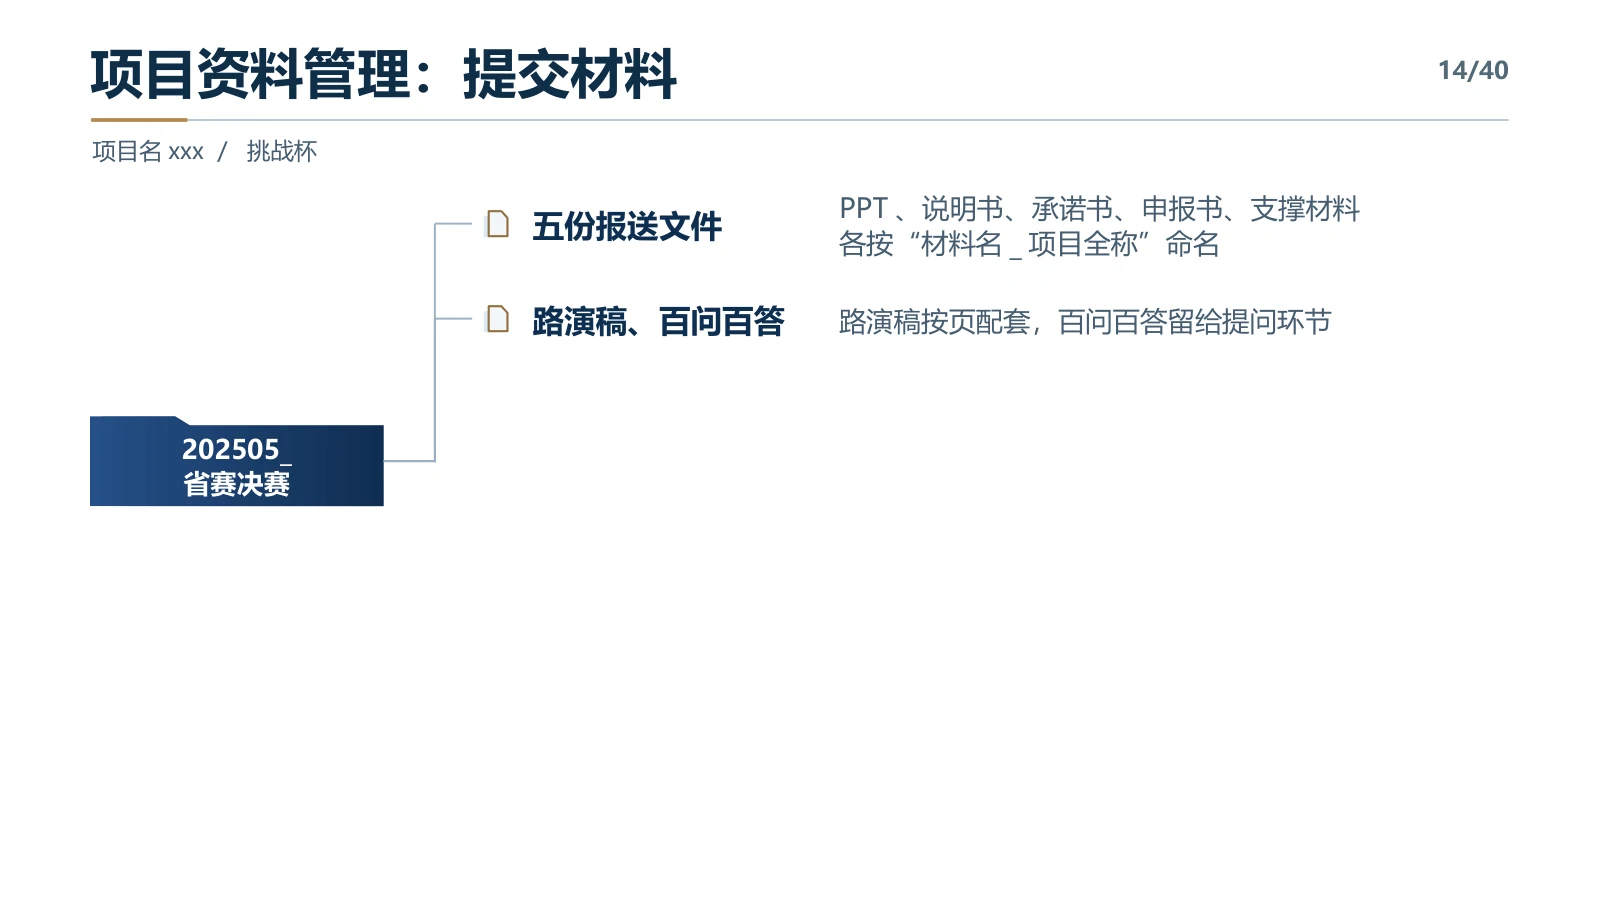 项目资料管理：提交材料
14/40
项目名 xxx / 挑战杯
五份报送文件
PPT 、说明书、承诺书、申报书、支撑材料
各按“材料名 _ 项目全称”命名
路演稿、百问百答
路演稿按页配套，百问百答留给提问环节
202505_
省赛决赛